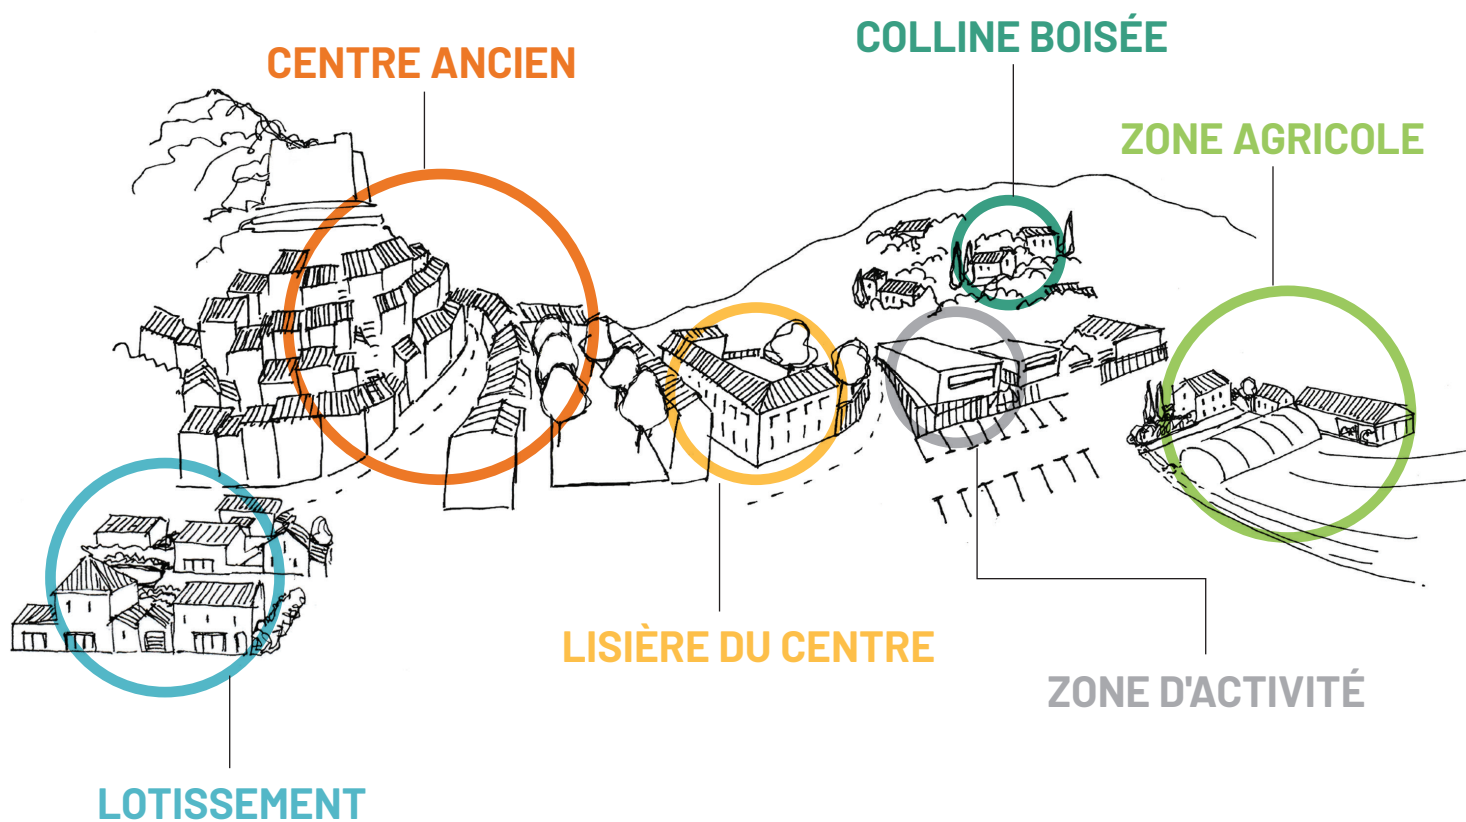 COLLINE BOISÉE
CENTRE ANCIEN
ZONE AGRICOLE
LISIÈRE DU CENTRE
ZONE D'ACTIVITÉ
LOTISSEMENT